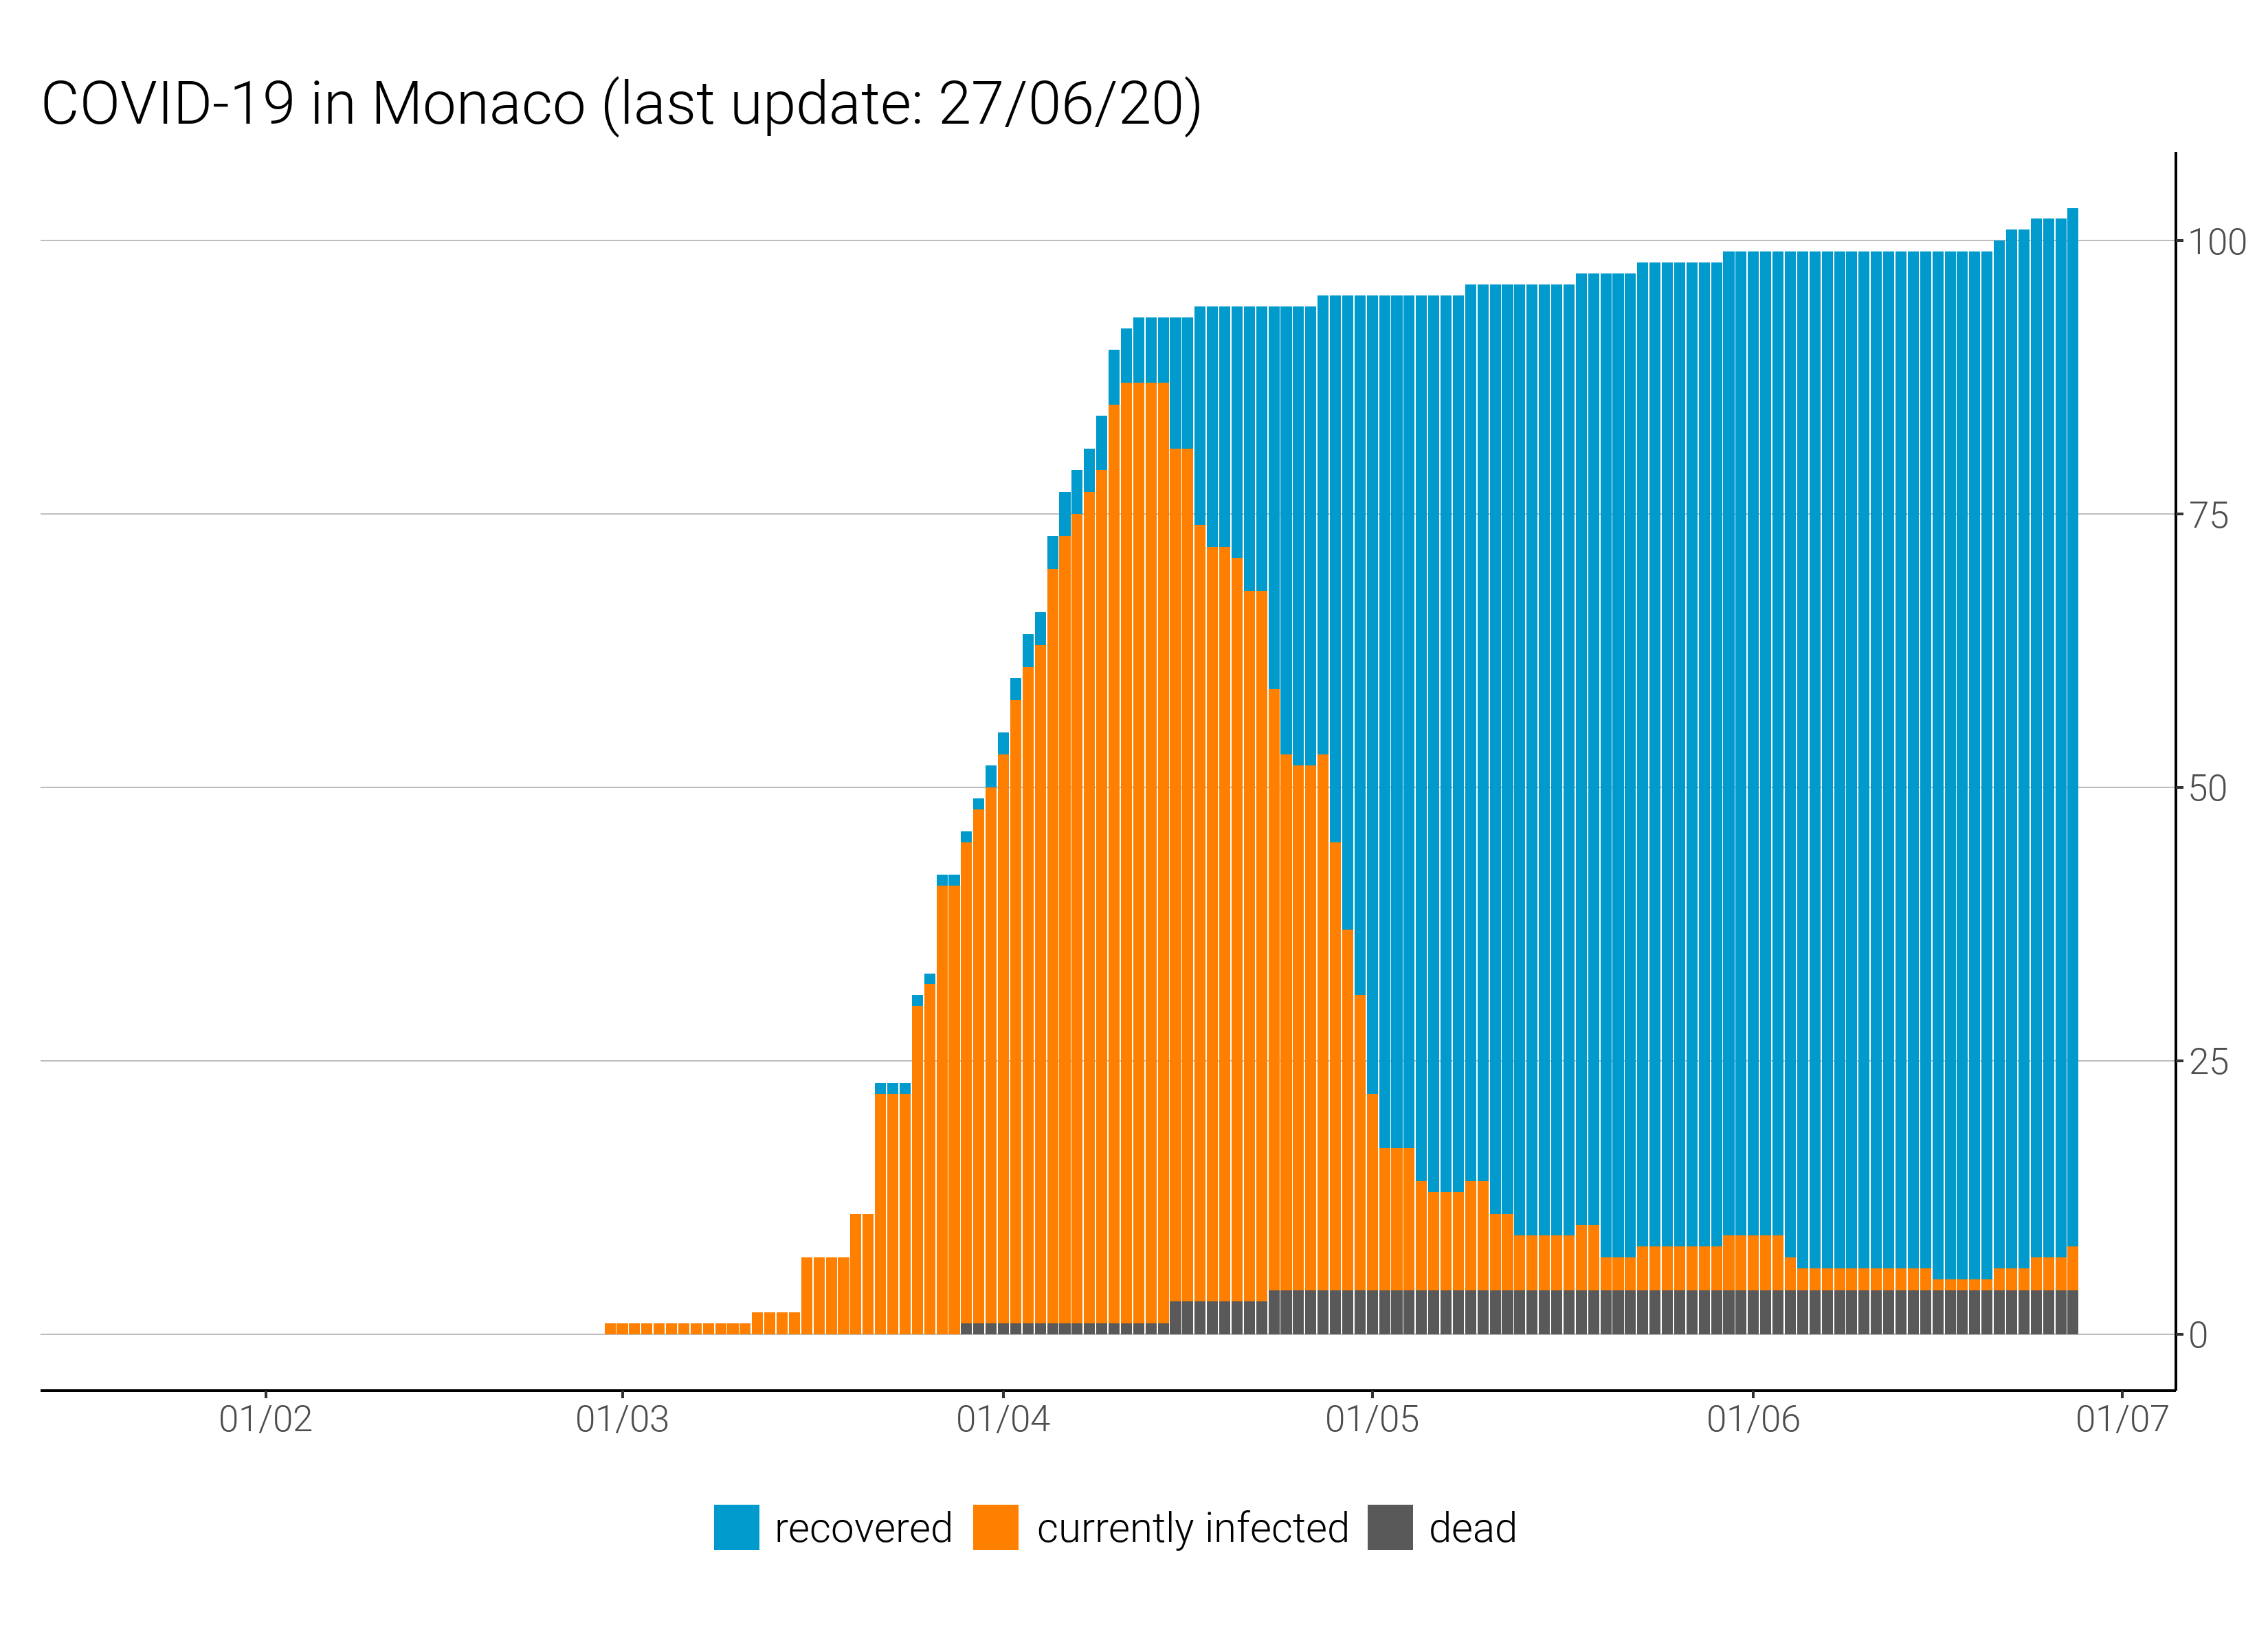 COVID-19 in Monaco (last update: 27/06/20)
100
75
50
25
0
01/02 01/03 01/04 01/05 01/06 01/07
recovered currently infected dead